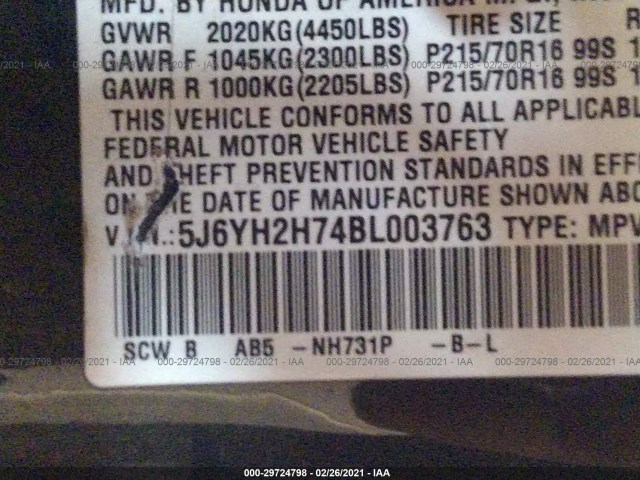 MFD. BY HONDA OF AMERICA
GVWR 2020KG(4450LBS) TIRE SIZE R
GAWR F 1045KG(2300LBS) P215/70R16 99S 1
GAWR R 1000KG(2205LBS) P215/70R16 99S
THIS VEHICLE CONFORMS TO ALL APPLICABL
FEDERAL MOTOR VEHICLE SAFETY
AND THEFT PREVENTION STANDARDS IN EFF
ON THE DATE OF MANUFACTURE SHOWN ABO
V .N.:5J6YH2H74BL003763 TYPE: MPV
SCW B AB5 -NH731P -B-L
000-29724798 - 02/26/2021 - IAA